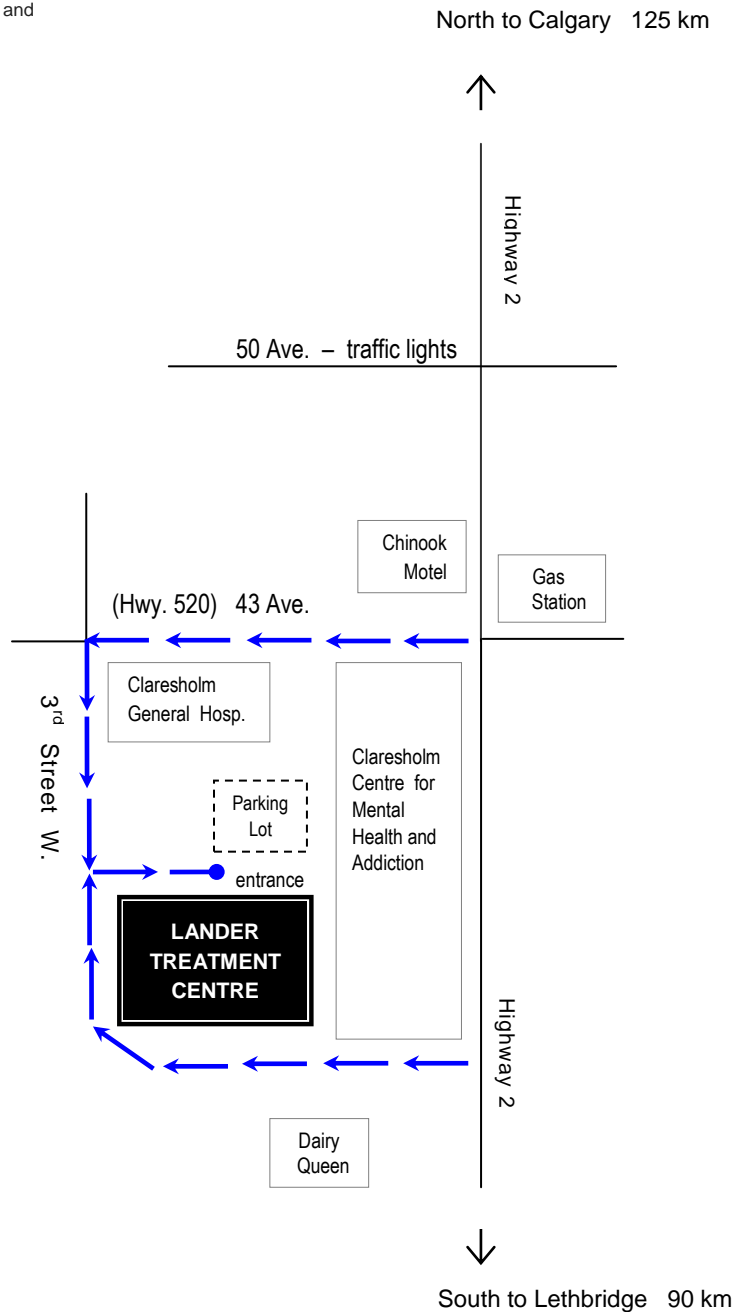 and
North to Calgary 125 km
Highway 2
50 Ave. – traffic lights
Chinook
Motel
Gas
Station
(Hwy. 520) 43 Ave.
Claresholm
General Hosp.
3rd Street W.
Claresholm
Centre for
Mental
Health and
Addiction
Parking
Lot
entrance
LANDER
TREATMENT
CENTRE
Highway 2
Dairy
Queen
South to Lethbridge 90 km